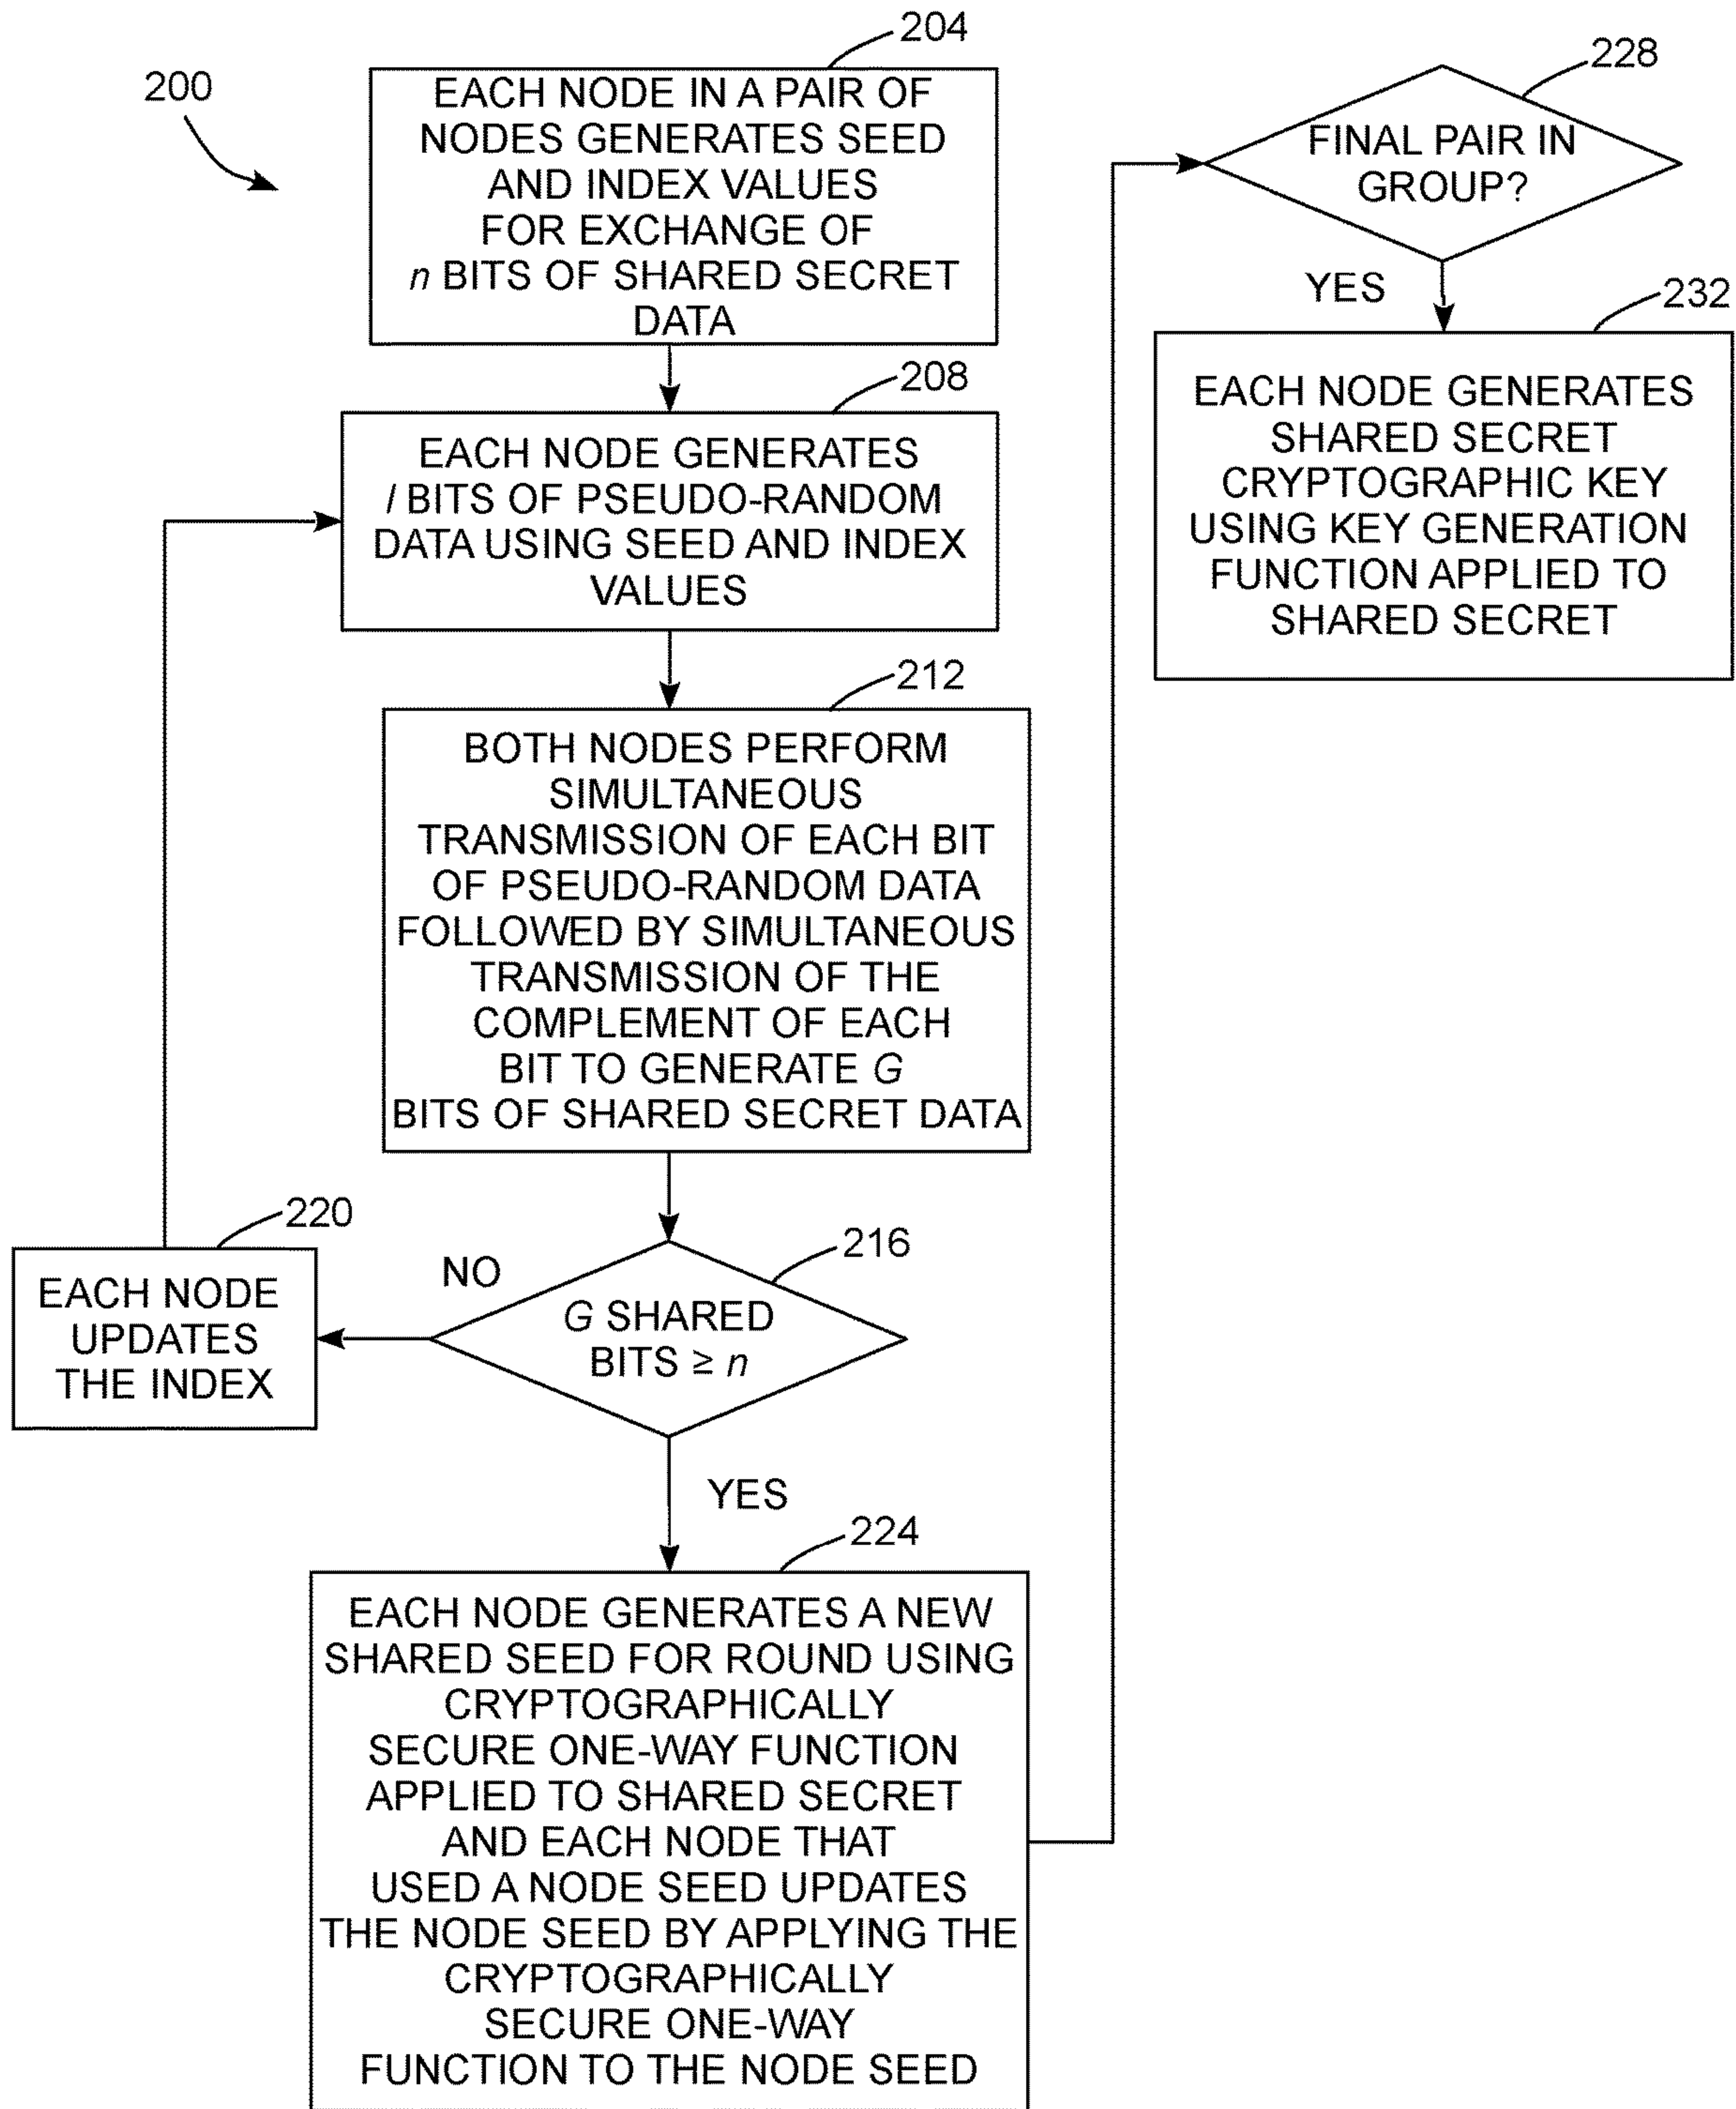 200
204
EACH NODE IN A PAIR OF
NODES GENERATES SEED
AND INDEX VALUES
FOR EXCHANGE OF
n BITS OF SHARED SECRET
DATA
208
EACH NODE GENERATES
l BITS OF PSEUDO-RANDOM
DATA USING SEED AND INDEX
VALUES
212
BOTH NODES PERFORM
SIMULTANEOUS
TRANSMISSION OF EACH BIT
OF PSEUDO-RANDOM DATA
FOLLOWED BY SIMULTANEOUS
TRANSMISSION OF THE
COMPLEMENT OF EACH
BIT TO GENERATE G
BITS OF SHARED SECRET DATA
216
G SHARED
BITS ≥ n
NO
220
EACH NODE
UPDATES
THE INDEX
YES
224
EACH NODE GENERATES A NEW
SHARED SEED FOR ROUND USING
CRYPTOGRAPHICALLY
SECURE ONE-WAY FUNCTION
APPLIED TO SHARED SECRET
AND EACH NODE THAT
USED A NODE SEED UPDATES
THE NODE SEED BY APPLYING THE
CRYPTOGRAPHICALLY
SECURE ONE-WAY
FUNCTION TO THE NODE SEED
228
FINAL PAIR IN
GROUP?
YES
232
EACH NODE GENERATES
SHARED SECRET
CRYPTOGRAPHIC KEY
USING KEY GENERATION
FUNCTION APPLIED TO
SHARED SECRET